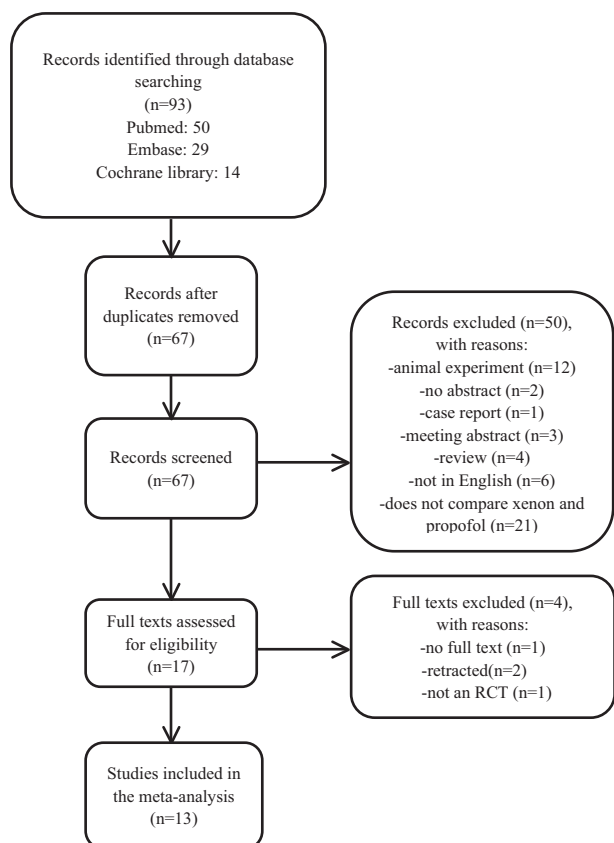 Records identified through database
searching
(n=93)
Pubmed: 50
Embase: 29
Cochrane library: 14
Records after
duplicates removed
(n=67)
Records excluded (n=50),
with reasons:
-animal experiment (n=12)
-no abstract (n=2)
-case report (n=1)
-meeting abstract (n=3)
-review (n=4)
-not in English (n=6)
-does not compare xenon and
propofol (n=21)
Records screened
(n=67)
Full texts assessed
for eligibility
(n=17)
Full texts excluded (n=4),
with reasons:
-no full text (n=1)
-retracted(n=2)
-not an RCT (n=1)
Studies included in
the meta-analysis
(n=13)